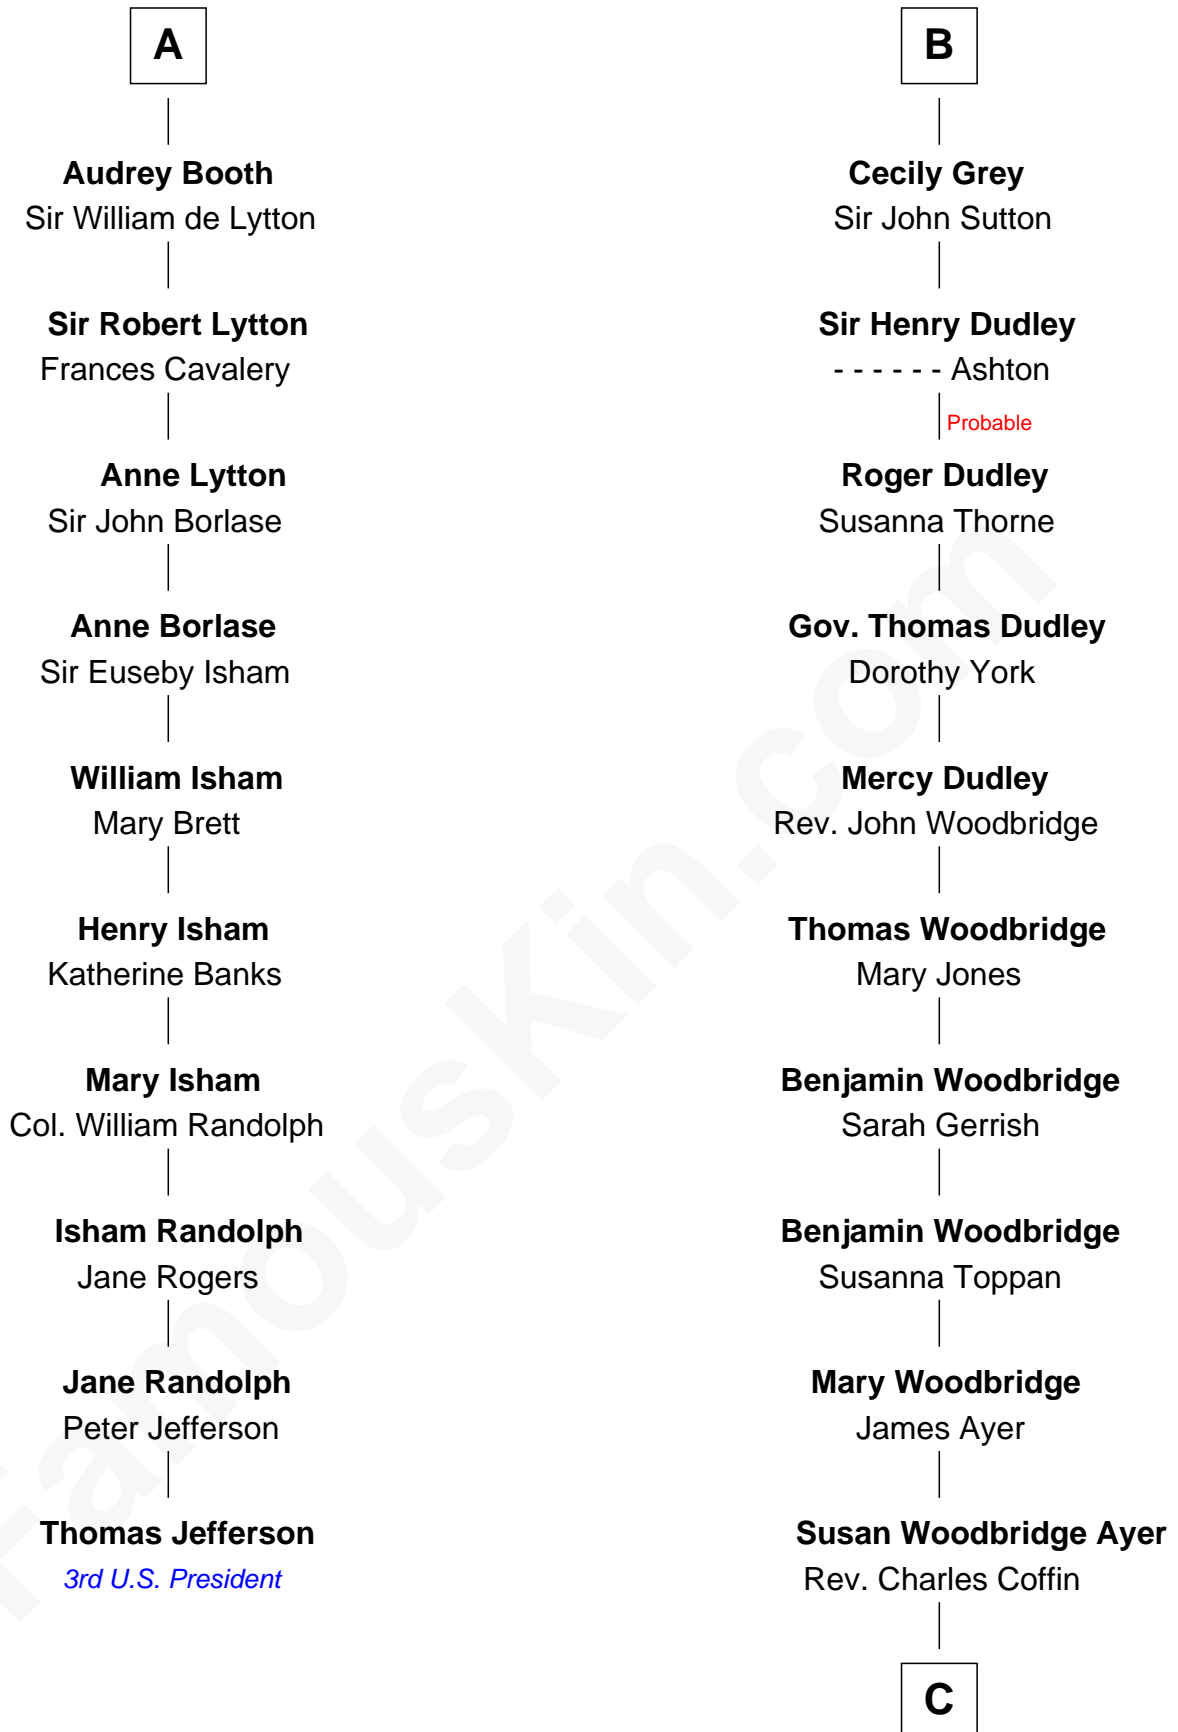 A
Audrey Booth
Sir William de Lytton
Sir Robert Lytton
Frances Cavalery
Anne Lytton
Sir John Borlase
Anne Borlase
Sir Euseby Isham
William Isham
Mary Brett
Henry Isham
Katherine Banks
Mary Isham
Col. William Randolph
Isham Randolph
Jane Rogers
Jane Randolph
Peter Jefferson
Thomas Jefferson
3rd U.S. President
B
Cecily Grey
Sir John Sutton
Sir Henry Dudley
- - - - - - Ashton
Probable
Roger Dudley
Susanna Thorne
Gov. Thomas Dudley
Dorothy York
Mercy Dudley
Rev. John Woodbridge
Thomas Woodbridge
Mary Jones
Benjamin Woodbridge
Sarah Gerrish
Benjamin Woodbridge
Susanna Toppan
Mary Woodbridge
James Ayer
Susan Woodbridge Ayer
Rev. Charles Coffin
C
FamousKin.com